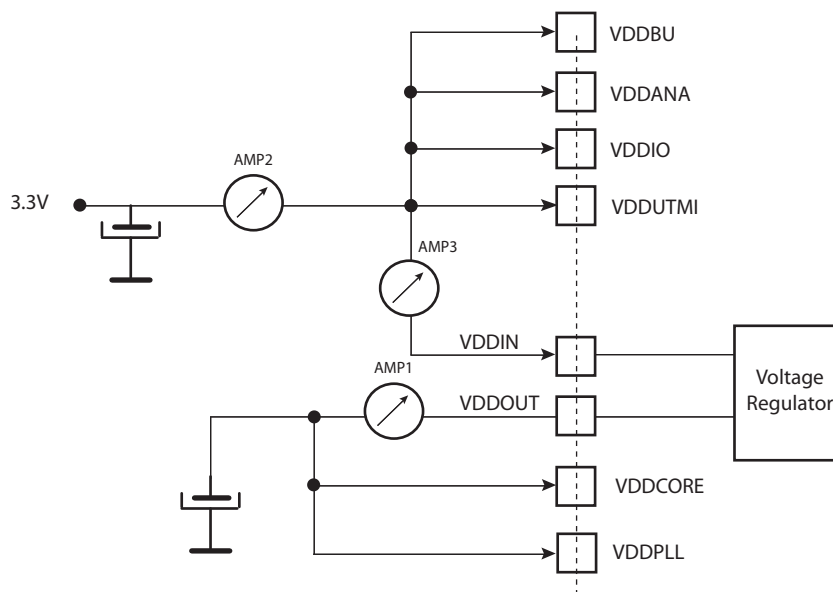 VDDBU
VDDANA
VDDIO
AMP2
3.3V
VDDUTMI
AMP3
VDDIN
AMP1
Voltage
Regulator
VDDOUT
VDDCORE
VDDPLL